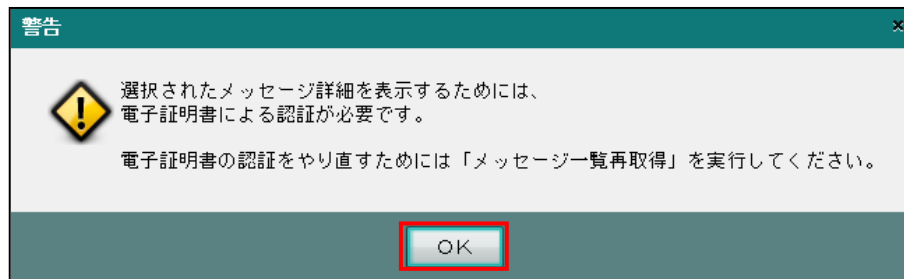 警告
選択されたメッセージ詳細を表示するためには、
電子証明書による認証が必要です。
電子証明書の認証をやり直すためには「メッセージ一覧再取得」を実行してください。
OK